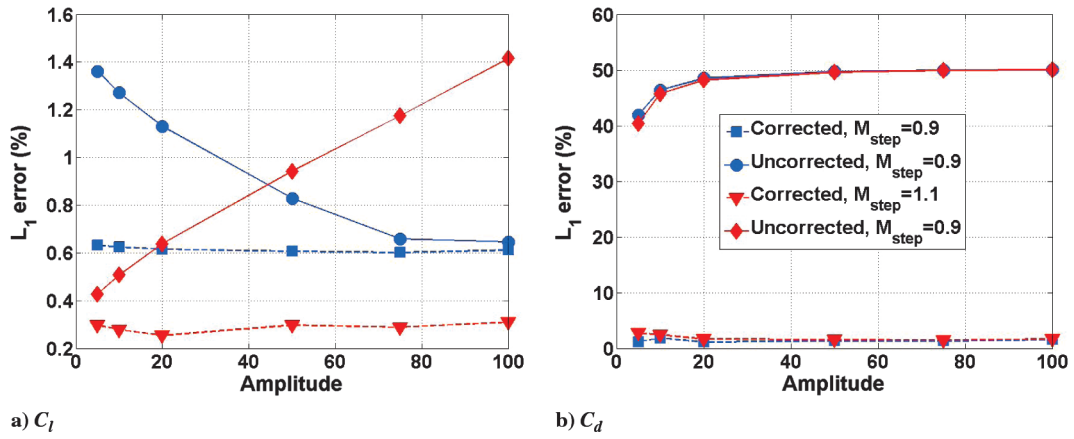 1.6
1.4
1.2
1
0.8
0.6
0.4
0.2
L1 error (%)
0 20 40 60 80 100
Amplitude
a) Cl
60
50
40
30
20
10
0
L1 error (%)
Corrected, Mstep=0.9
Uncorrected, Mstep=0.9
Corrected, Mstep=1.1
Uncorrected, Mstep=0.9
0 20 40 60 80 100
Amplitude
b) Cd